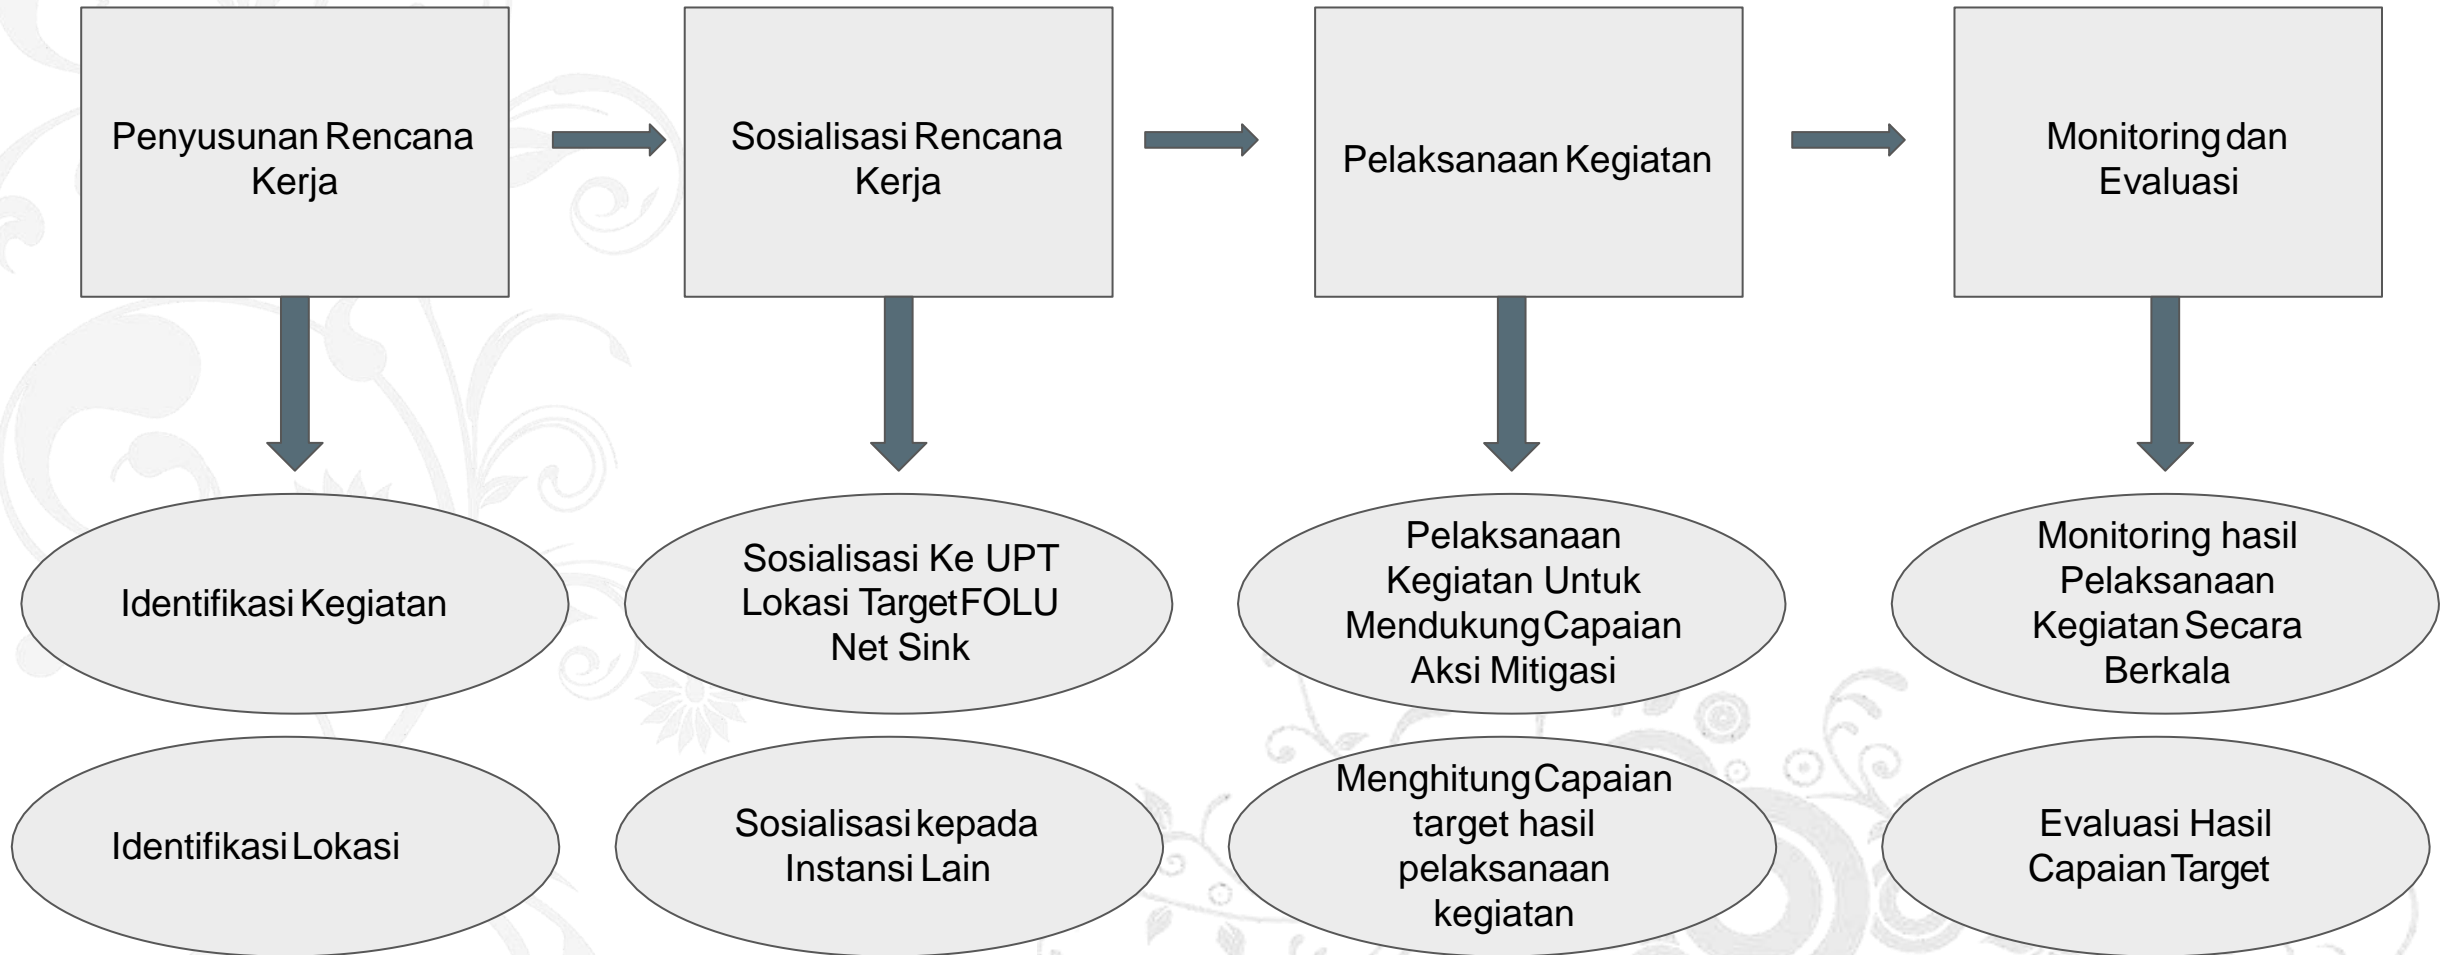 Penyusunan Rencana
Kerja
Sosialisasi Rencana
Kerja
Pelaksanaan Kegiatan
Monitoring dan
Evaluasi
Identifikasi Kegiatan
Sosialisasi Ke UPT
Lokasi Target FOLU
Net Sink
Pelaksanaan
Kegiatan Untuk
Mendukung Capaian
Aksi Mitigasi
Monitoring hasil
Pelaksanaan
Kegiatan Secara
Berkala
Identifikasi Lokasi
Sosialisasi kepada
Instansi Lain
Menghitung Capaian
target hasil
pelaksanaan
kegiatan
Evaluasi Hasil
Capaian Target